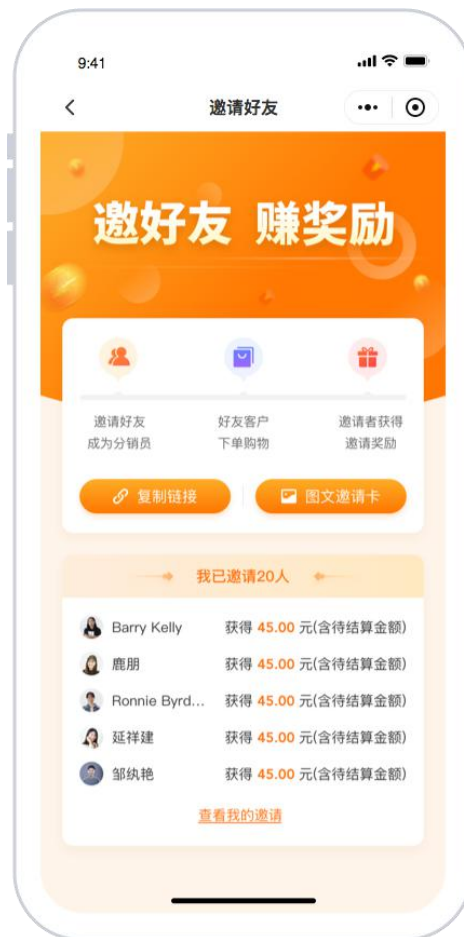 9:41
邀请好友
邀好友 赚奖励
邀请好友 好友客户 邀请者获得
成为分销员 下单购物 邀请奖励
复制链接 图文邀请卡
我已邀请20人
Barry Kelly 获得 45.00 元(含待结算金额)
鹿朋 获得 45.00 元(含待结算金额)
Ronnie Byrd... 获得 45.00 元(含待结算金额)
延祥建 获得 45.00 元(含待结算金额)
邹纨艳 获得 45.00 元(含待结算金额)
查看我的邀请